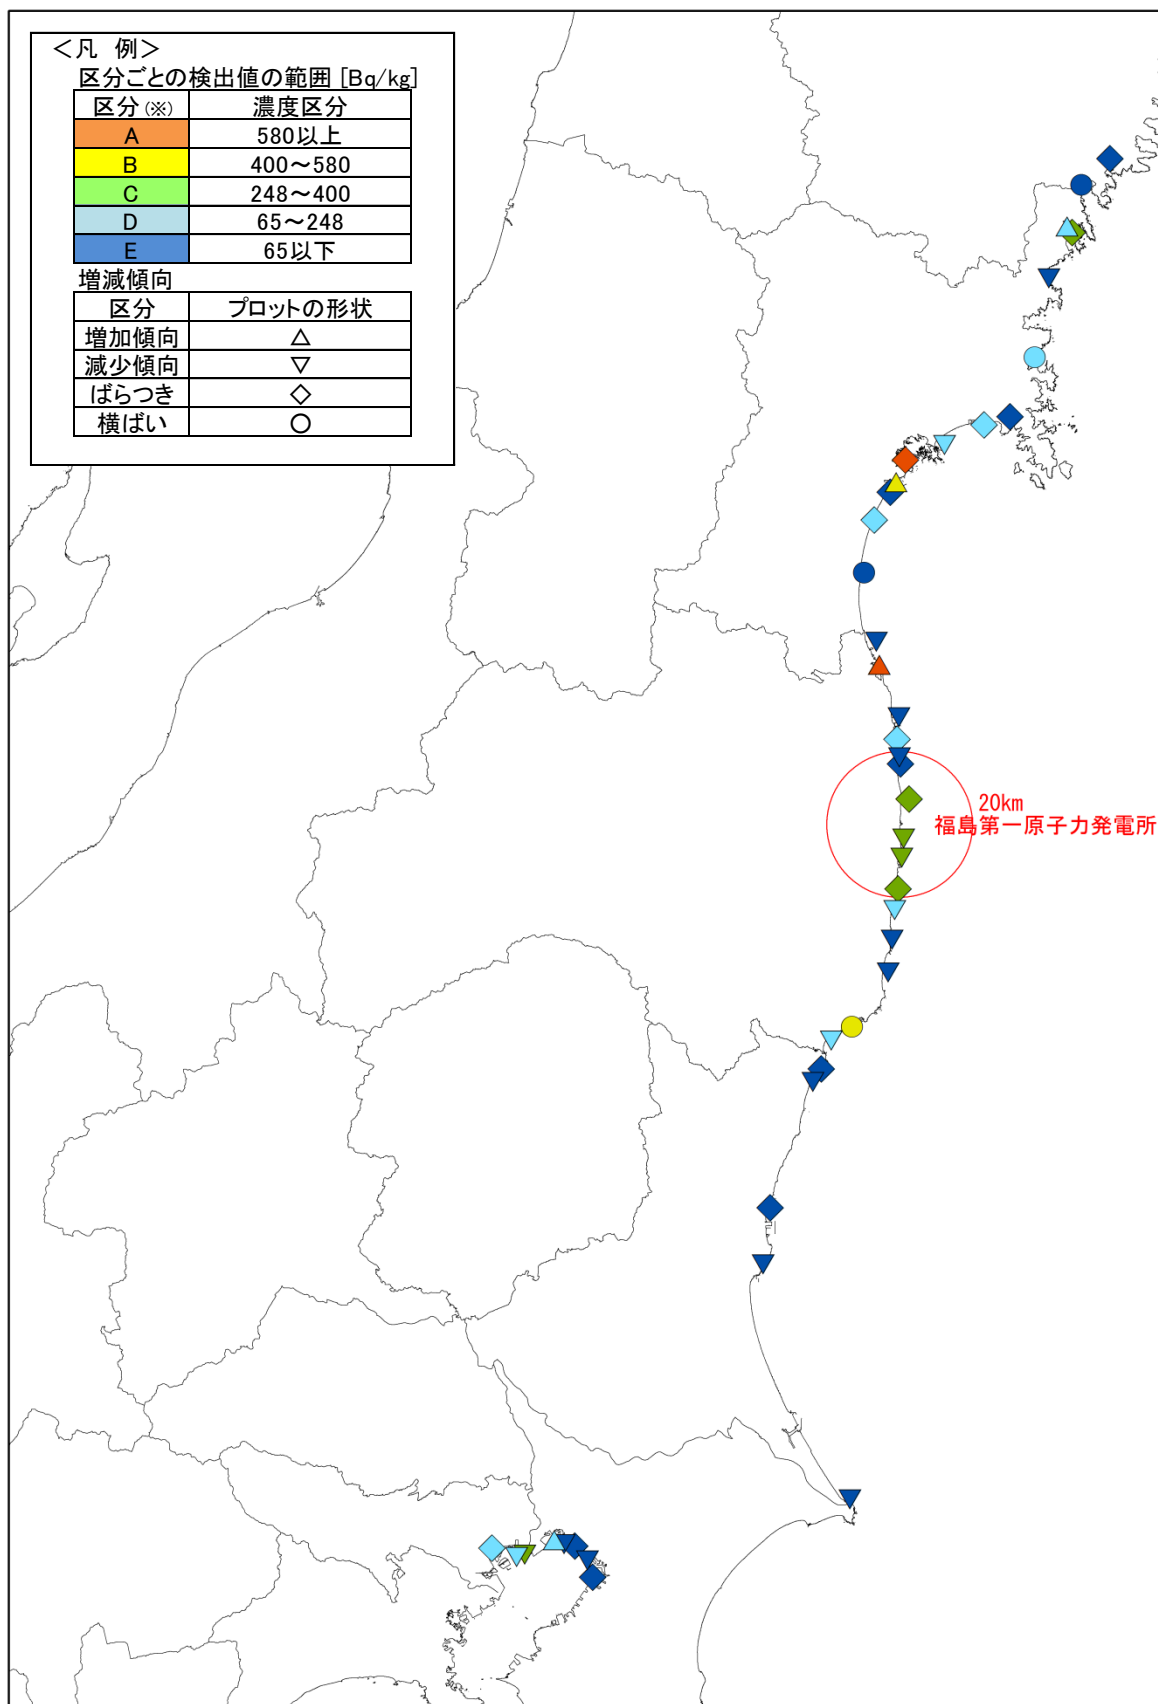 ＜凡 例＞
区分ごとの検出値の範囲 [Bq/kg]
区分(※) 濃度区分
A 580以上
B 400～580
C 248～400
D 65～248
E 65以下
増減傾向
区分 プロットの形状
増加傾向 △
減少傾向 ▽
ばらつき ◇
横ばい ○
20km
福島第一原子力発電所